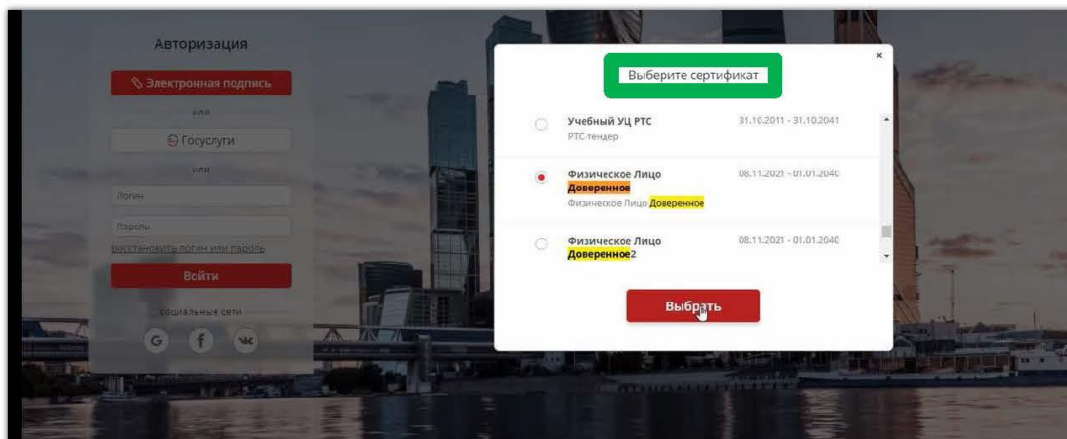 Авторизация
Электронная подпись
или
Госуслуги
или
Логин
Пароль
восстановить логин или пароль
Войти
социальные сети
G f
Выберите сертификат
×
Учебный УЦ РТС 31.10.2011 - 31.10.2041
РТС-тендер
Физическое Лицо 08.11.2021 - 01.01.2040
Доверенное
Физическое Лицо Доверенное
Физическое Лицо 08.11.2021 - 01.01.2040
Доверенное2
Выбрать